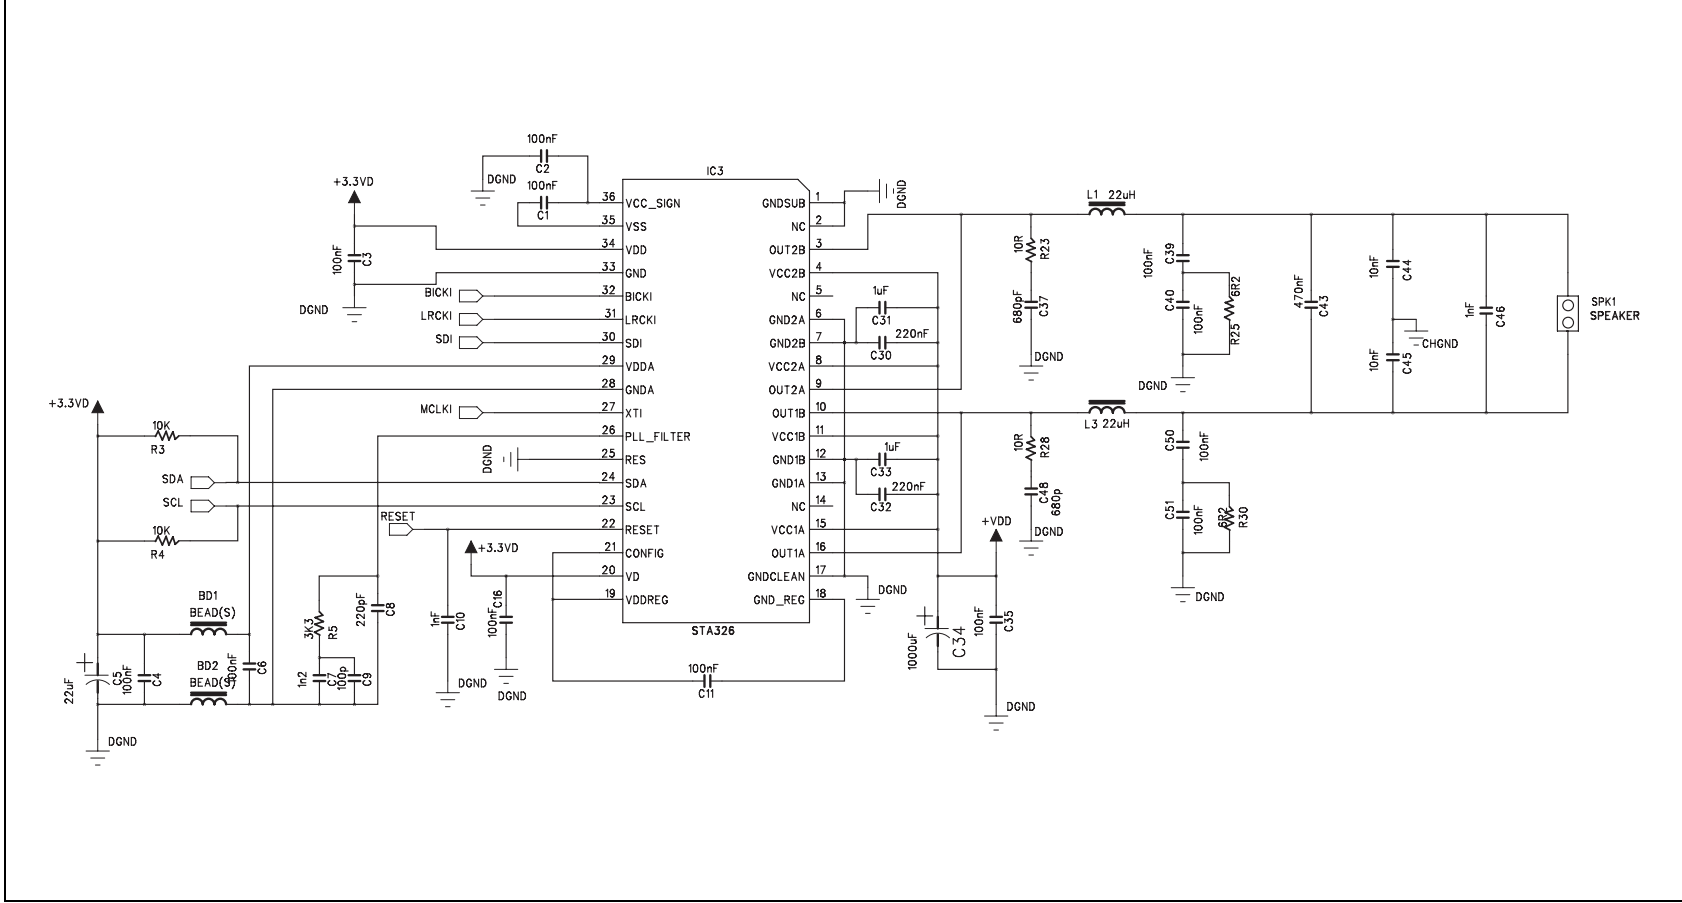 100nF
C2
DGND
100nF
C1
+3.3VD
100nF
C3
DGND
IC3
36 VCC_SIGN
35 VSS
34 VDD
33 GND
BICKI 32 BICKI
LRCKI 31 LRCKI
SDI 30 SDI
29 VDDA
28 GNDA
MCLKI 27 XTI
26 PLL_FILTER
DGND 25 RES
SDA 24 SDA
SCL 23 SCL
RESET 22 RESET
21 CONFIG
20 VD
19 VDDREG
GNDSUB 1
NC 2
OUT2B 3
VCC2B 4
NC 5
GND2A 6
GND2B 7
VCC2A 8
OUT2A 9
OUT1B 10
VCC1B 11
GND1B 12
GND1A 13
NC 14
VCC1A 15
OUT1A 16
GNDCLEAN 17
GND_REG 18
STA326
+3.3VD
10K
R3
10K
R4
BD1
BEAD(S)
BD2
BEAD(S)
22uF
C5
100nF
C4
100nF
C6
DGND
3K3
R5
220pF
C8
1n2
C7
100p
C9
1nF
C10
DGND
+3.3VD
100nF
C16
DGND
100nF
C11
DGND
1uF
C31
220nF
C30
1uF
C33
220nF
C32
DGND
+VDD
1000uF
C34
100nF
C35
DGND
L1 22uH
10R
R23
680pF
C37
DGND
100nF
C39
C40
100nF
6R2
R25
DGND
470nF
C43
10nF
C44
CHGND
10nF
C45
1nF
C46
SPK1
SPEAKER
L3 22uH
10R
R28
C48
680p
DGND
C50
100nF
C51
100nF
6R2
R30
DGND